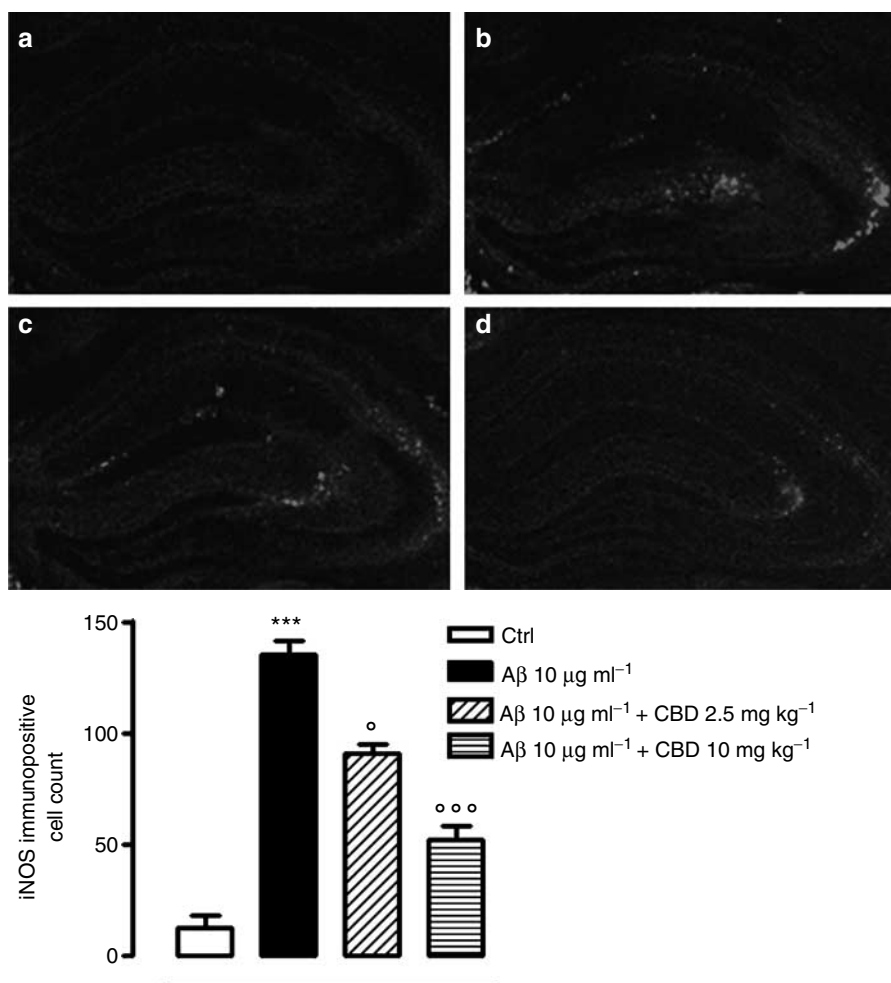 a
b
c
d
150
100
50
0
iNOS immunopositive
cell count
***
°
°°°
Ctrl
Aβ 10 μg ml⁻¹
Aβ 10 μg ml⁻¹ + CBD 2.5 mg kg⁻¹
Aβ 10 μg ml⁻¹ + CBD 10 mg kg⁻¹